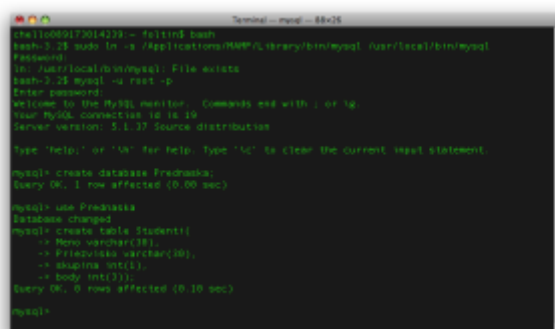 Terminal — mysql — 68×26
chello089173014239:~ foltin$ bash
bash-3.2$ sudo ln -s /Applications/MAMP/Library/bin/mysql /usr/local/bin/mysql
Password:
ln: /usr/local/bin/mysql: File exists
bash-3.2$ mysql -u root -p
Enter password:
Welcome to the MySQL monitor.  Commands end with ; or \g.
Your MySQL connection id is 19
Server version: 5.1.37 Source distribution
Type 'help;' or '\h' for help. Type '\c' to clear the current input statement.
mysql> create database Prednaska;
Query OK, 1 row affected (0.00 sec)
mysql> use Prednaska
Database changed
mysql> create table Studenti(
    -> Meno varchar(30),
    -> Priezvisko varchar(30),
    -> skupina int(1),
    -> body int(3));
Query OK, 0 rows affected (0.10 sec)
mysql>